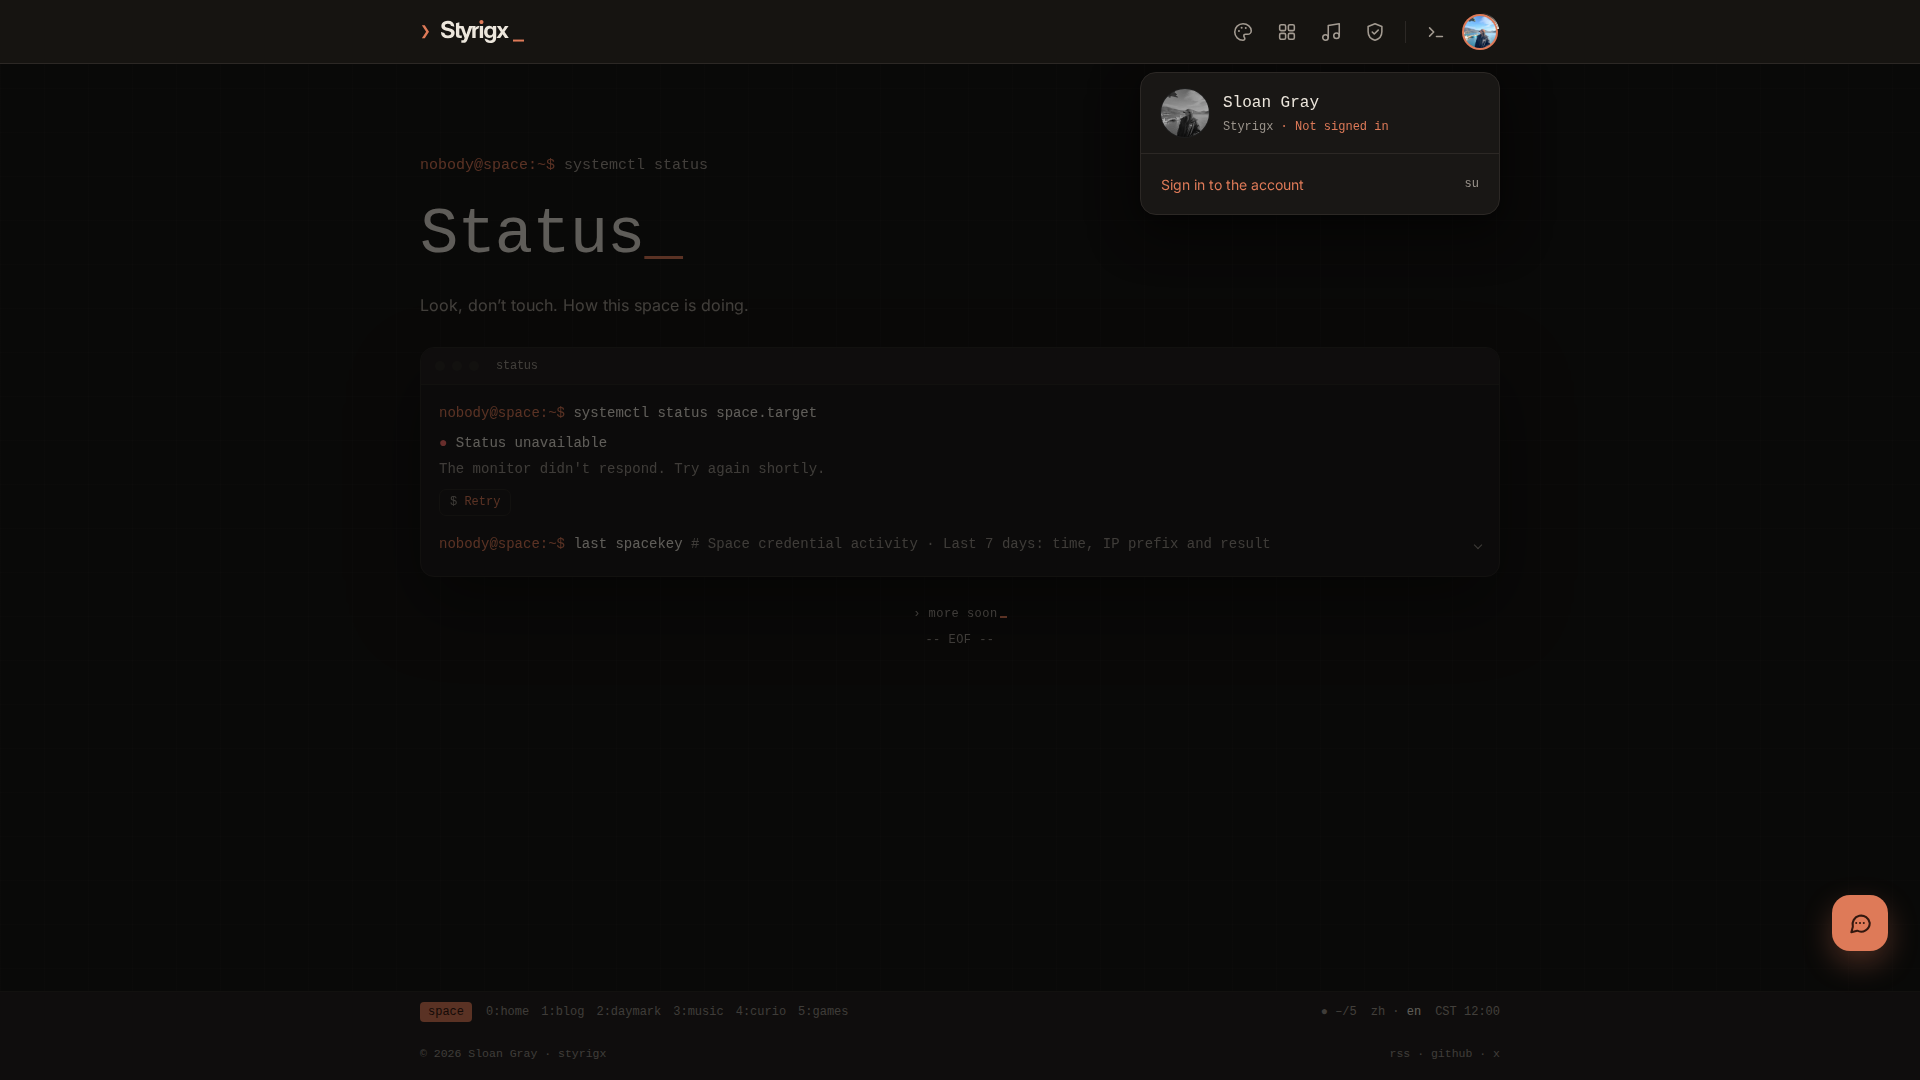 ❯ Styrigx _
Sloan Gray
Styrigx · Not signed in
Sign in to the account su
nobody@space:~$ systemctl status
Status_
Look, don't touch. How this space is doing.
status
nobody@space:~$ systemctl status space.target
● Status unavailable
The monitor didn't respond. Try again shortly.
$ Retry
nobody@space:~$ last spacekey # Space credential activity · Last 7 days: time, IP prefix and result
› more soon_
-- EOF --
space 0:home 1:blog 2:daymark 3:music 4:curio 5:games ● –/5 zh · en CST 12:00
© 2026 Sloan Gray · styrigx rss · github · x